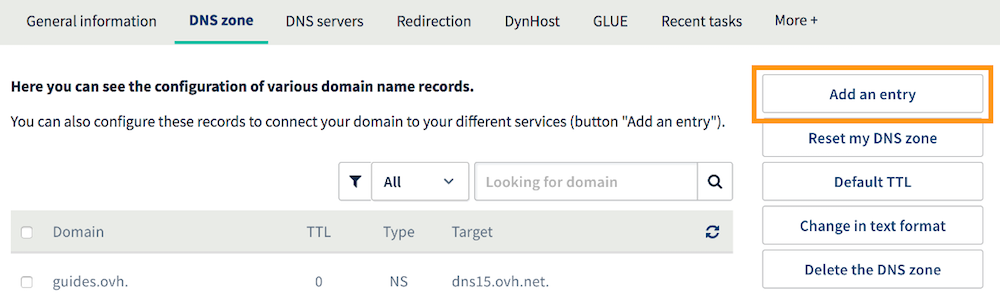 General information DNS zone DNS servers Redirection DynHost GLUE Recent tasks More +
Here you can see the configuration of various domain name records.
You can also configure these records to connect your domain to your different services (button "Add an entry").
Add an entry
Reset my DNS zone
Default TTL
Change in text format
Delete the DNS zone
All Looking for domain
Domain TTL Type Target
guides.ovh. 0 NS dns15.ovh.net.